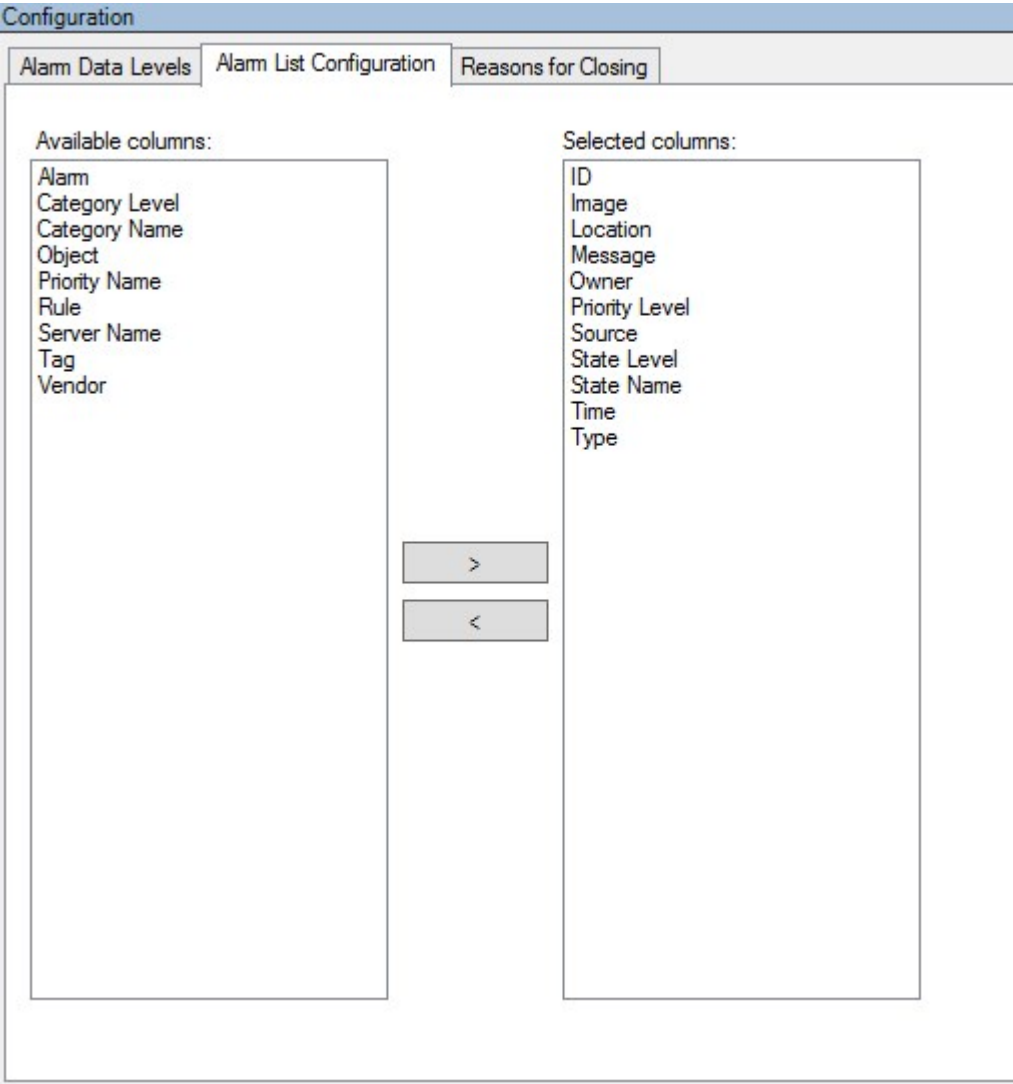 Configuration
Alarm Data Levels
Alarm List Configuration
Reasons for Closing
Available columns:
Alarm
Category Level
Category Name
Object
Priority Name
Rule
Server Name
Tag
Vendor
>
<
Selected columns:
ID
Image
Location
Message
Owner
Priority Level
Source
State Level
State Name
Time
Type